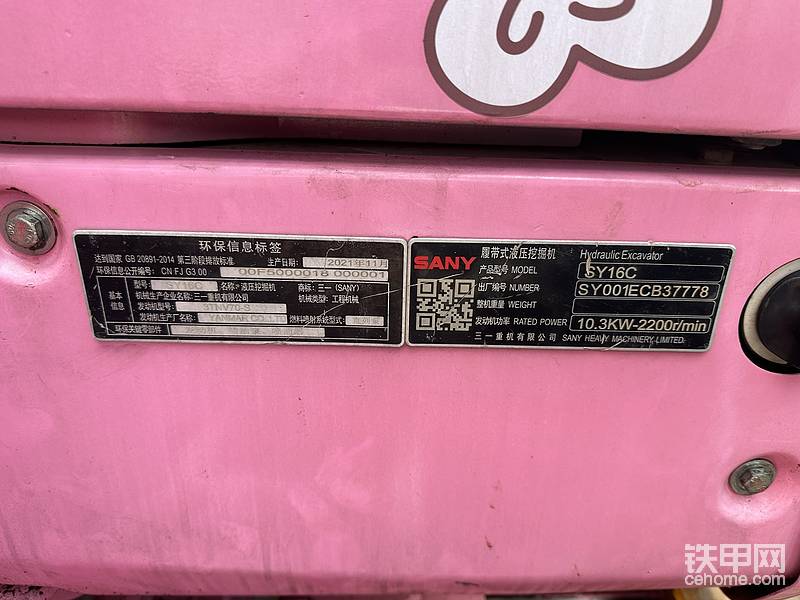 环保信息标签
达到国家 GB 20891-2014 第三阶段排放标准 生产日期: 2021年11月
环保信息公开编号: CN FJ G3 00 00F5000018 000001
基本信息
型号: SY16C 名称: 液压挖掘机 商标: 三一 (SANY)
机械生产企业名称: 三一重机有限公司 机械类型: 工程机械
发动机型号: 3TNV70-S
发动机生产厂名称: YANMAR CO.,LTD 燃料喷射系统型式:
环保关键零部件
SANY 履带式液压挖掘机 Hydraulic Excavator
产品型号 MODEL SY16C
出厂编号 NUMBER SY001ECB37778
整机重量 WEIGHT
发动机功率 RATED POWER 10.3KW-2200r/min
三一重机有限公司 SANY HEAVY MACHINERY LIMITED
铁甲网
cehome.com